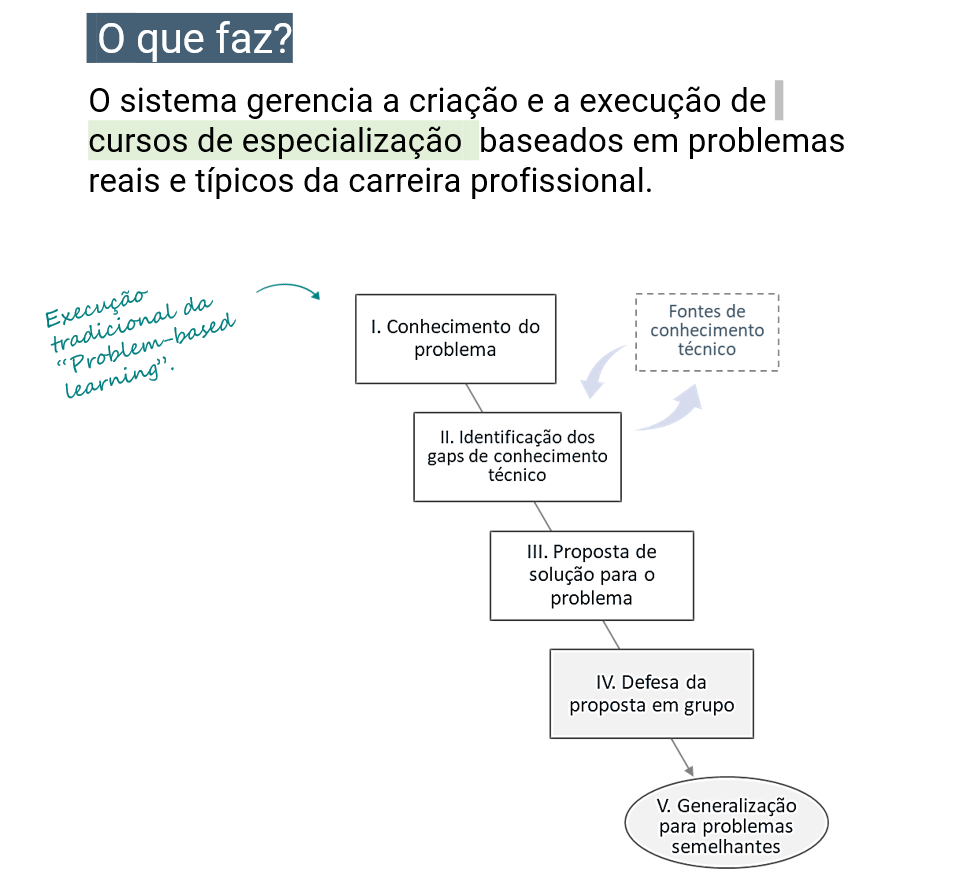 O que faz?
O sistema gerencia a criação e a execução de
cursos de especialização baseados em problemas
reais e típicos da carreira profissional.
Execução
tradicional da
“Problem-based
learning”.
I. Conhecimento do
problema
Fontes de
conhecimento
técnico
II. Identificação dos
gaps de conhecimento
técnico
III. Proposta de
solução para o
problema
IV. Defesa da
proposta em grupo
V. Generalização
para problemas
semelhantes